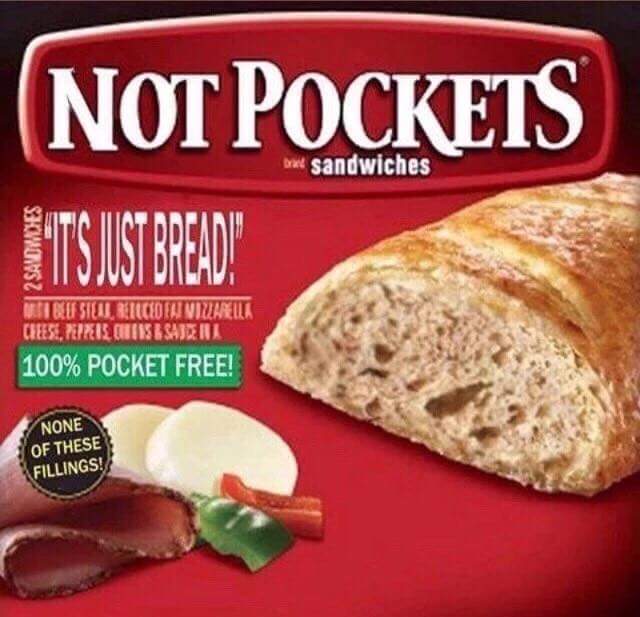 NOT POCKETS®
brand sandwiches
2 SANDWICHES
"IT'S JUST BREAD!"
WITH BEEF STEAK, REDUCED FAT MOZZARELLA
CHEESE, PEPPERS, ONIONS & SAUCE IN A
100% POCKET FREE!
NONE
OF THESE
FILLINGS!